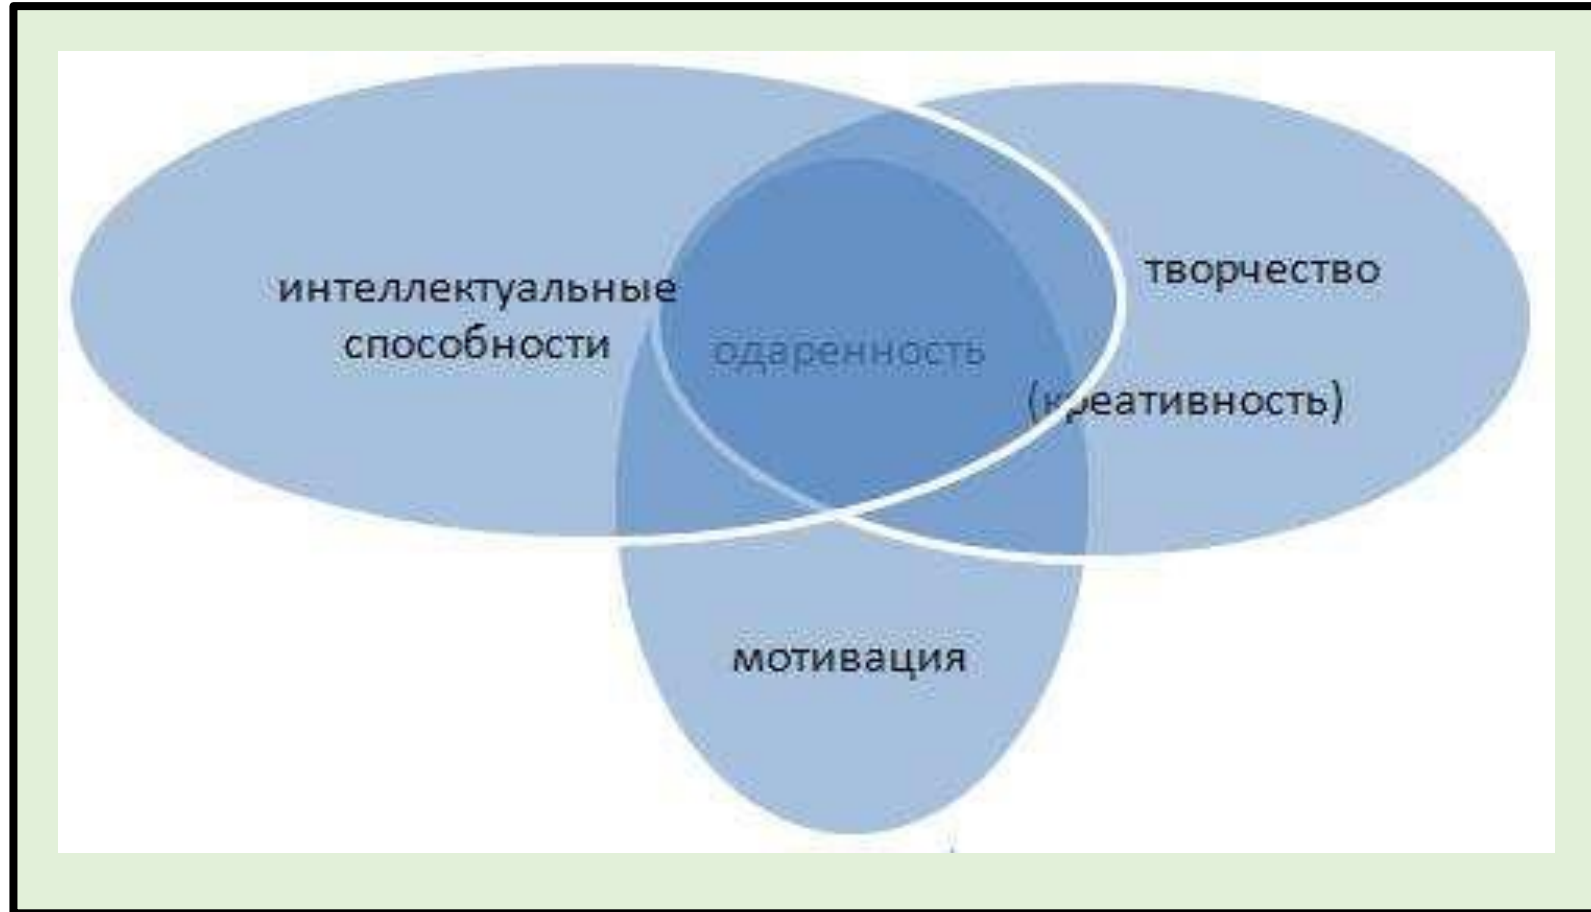 интеллектуальные
способности
одаренность
творчество
(креативность)
мотивация